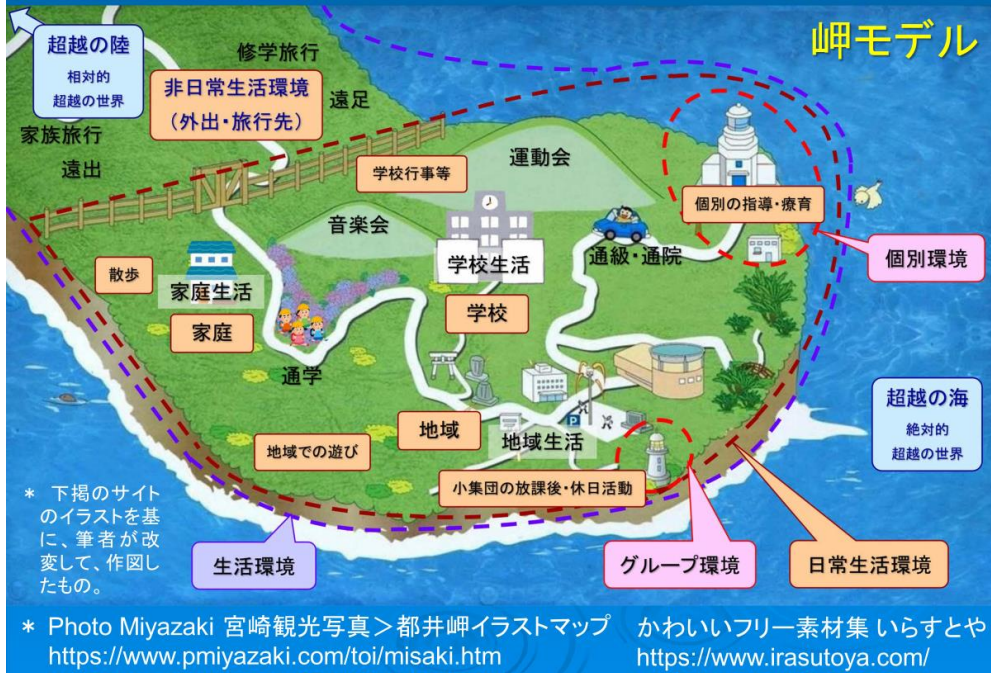 岬モデル
超越の陸
相対的
超越の世界
修学旅行
非日常生活環境
（外出・旅行先）
遠足
家族旅行
遠出
学校行事等
運動会
個別の指導・療育
音楽会
学校生活
通級・通院
個別環境
散歩
家庭生活
家庭
学校
通学
超越の海
絶対的
超越の世界
地域
地域生活
P
地域での遊び
小集団の放課後・休日活動
* 下掲のサイト
のイラストを基
に、筆者が改
変して、作図し
たもの。
生活環境
グループ環境
日常生活環境
* Photo Miyazaki 宮崎観光写真＞都井岬イラストマップ
https://www.pmiyazaki.com/toi/misaki.htm
かわいいフリー素材集 いらすとや
https://www.irasutoya.com/